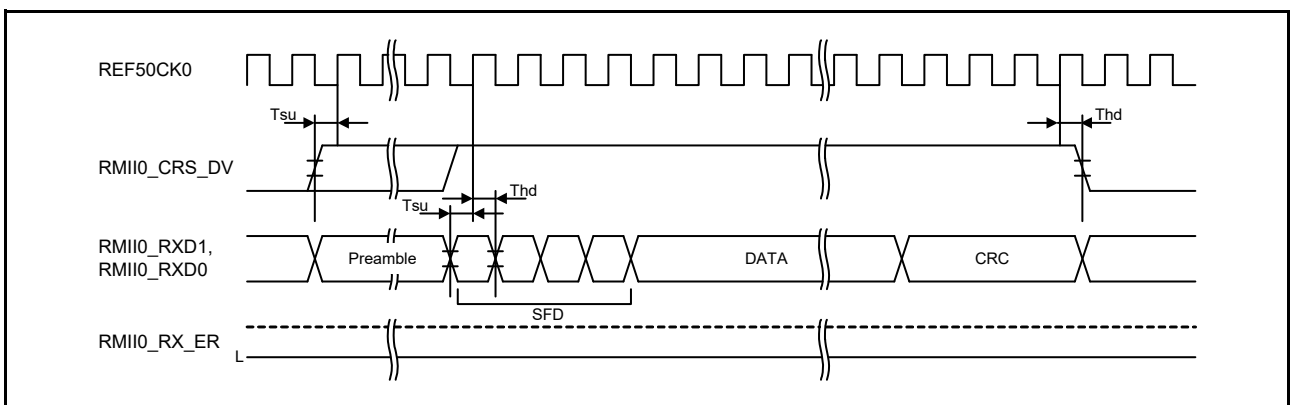 REF50CK0
Tsu
Thd
RMII0_CRS_DV
Thd
Tsu
RMII0_RXD1,
RMII0_RXD0
Preamble
DATA
CRC
SFD
RMII0_RX_ER
L